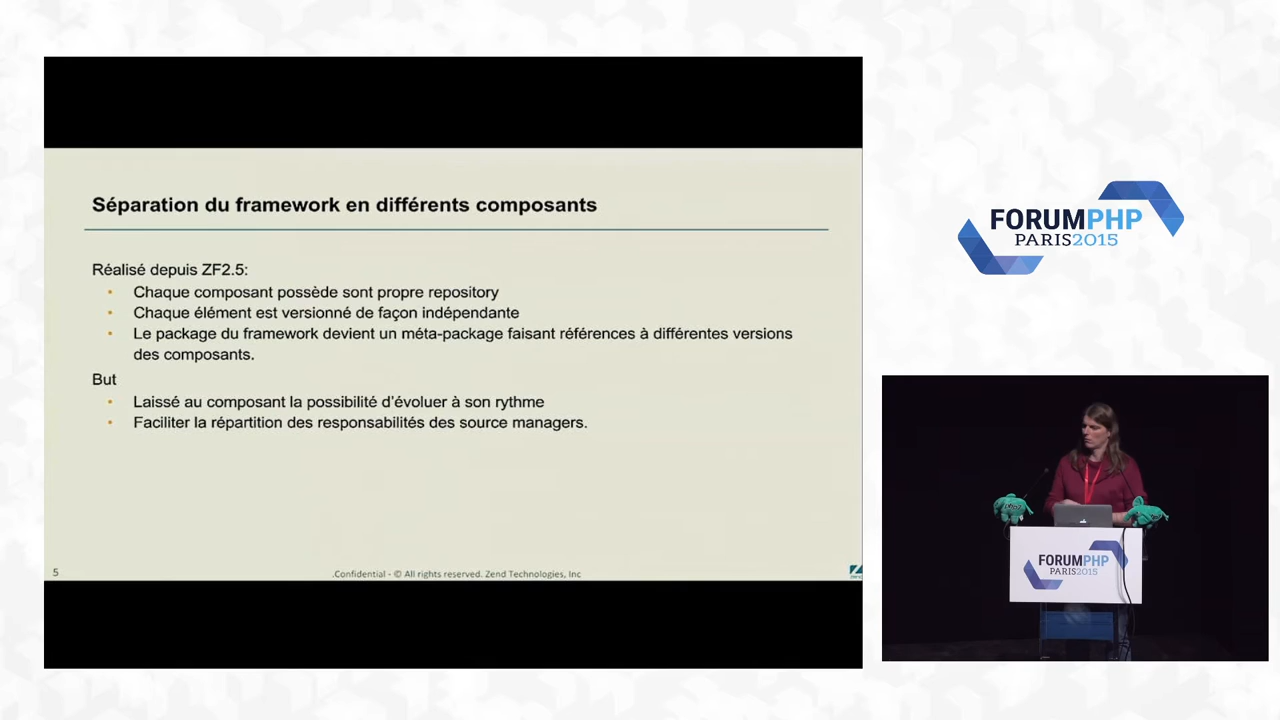 Séparation du framework en différents composants
Réalisé depuis ZF2.5:
• Chaque composant possède sont propre repository
• Chaque élément est versionné de façon indépendante
• Le package du framework devient un méta-package faisant références à différentes versions
des composants.
But
• Laissé au composant la possibilité d'évoluer à son rythme
• Faciliter la répartition des responsabilités des source managers.
5
.Confidential - © All rights reserved. Zend Technologies, Inc
FORUMPHP
PARIS2015
FORUMPHP
PARIS2015